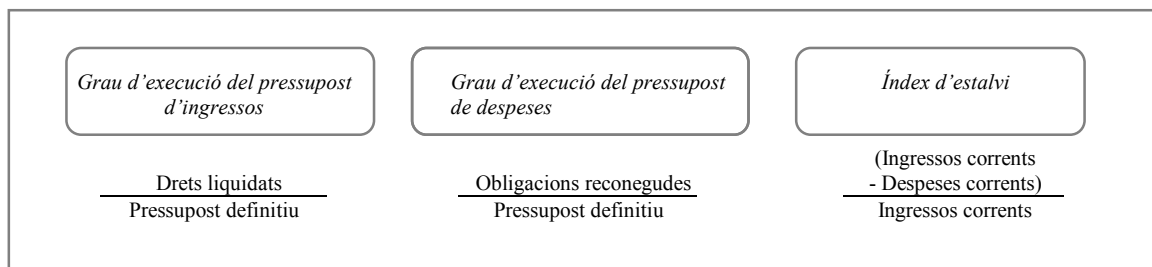 Grau d’execució del pressupost
d’ingressos
Grau d’execució del pressupost
de despeses
Índex d’estalvi
Drets liquidats
Pressupost definitiu
Obligacions reconegudes
Pressupost definitiu
(Ingressos corrents
- Despeses corrents)
Ingressos corrents